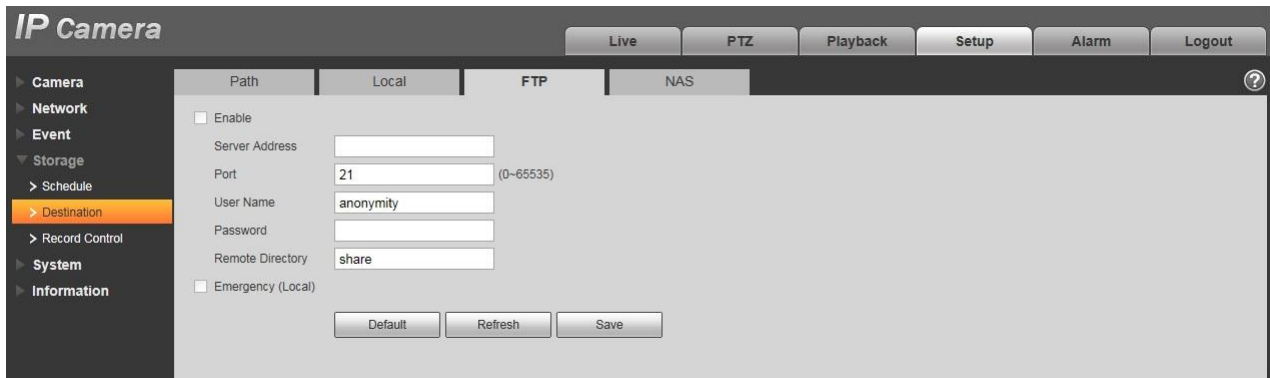 IP Camera
Live PTZ Playback Setup Alarm Logout
Camera
Network
Event
Storage
> Schedule
> Destination
> Record Control
System
Information
Path Local FTP NAS
?
Enable
Server Address
Port 21 (0~65535)
User Name anonymity
Password
Remote Directory share
Emergency (Local)
Default Refresh Save